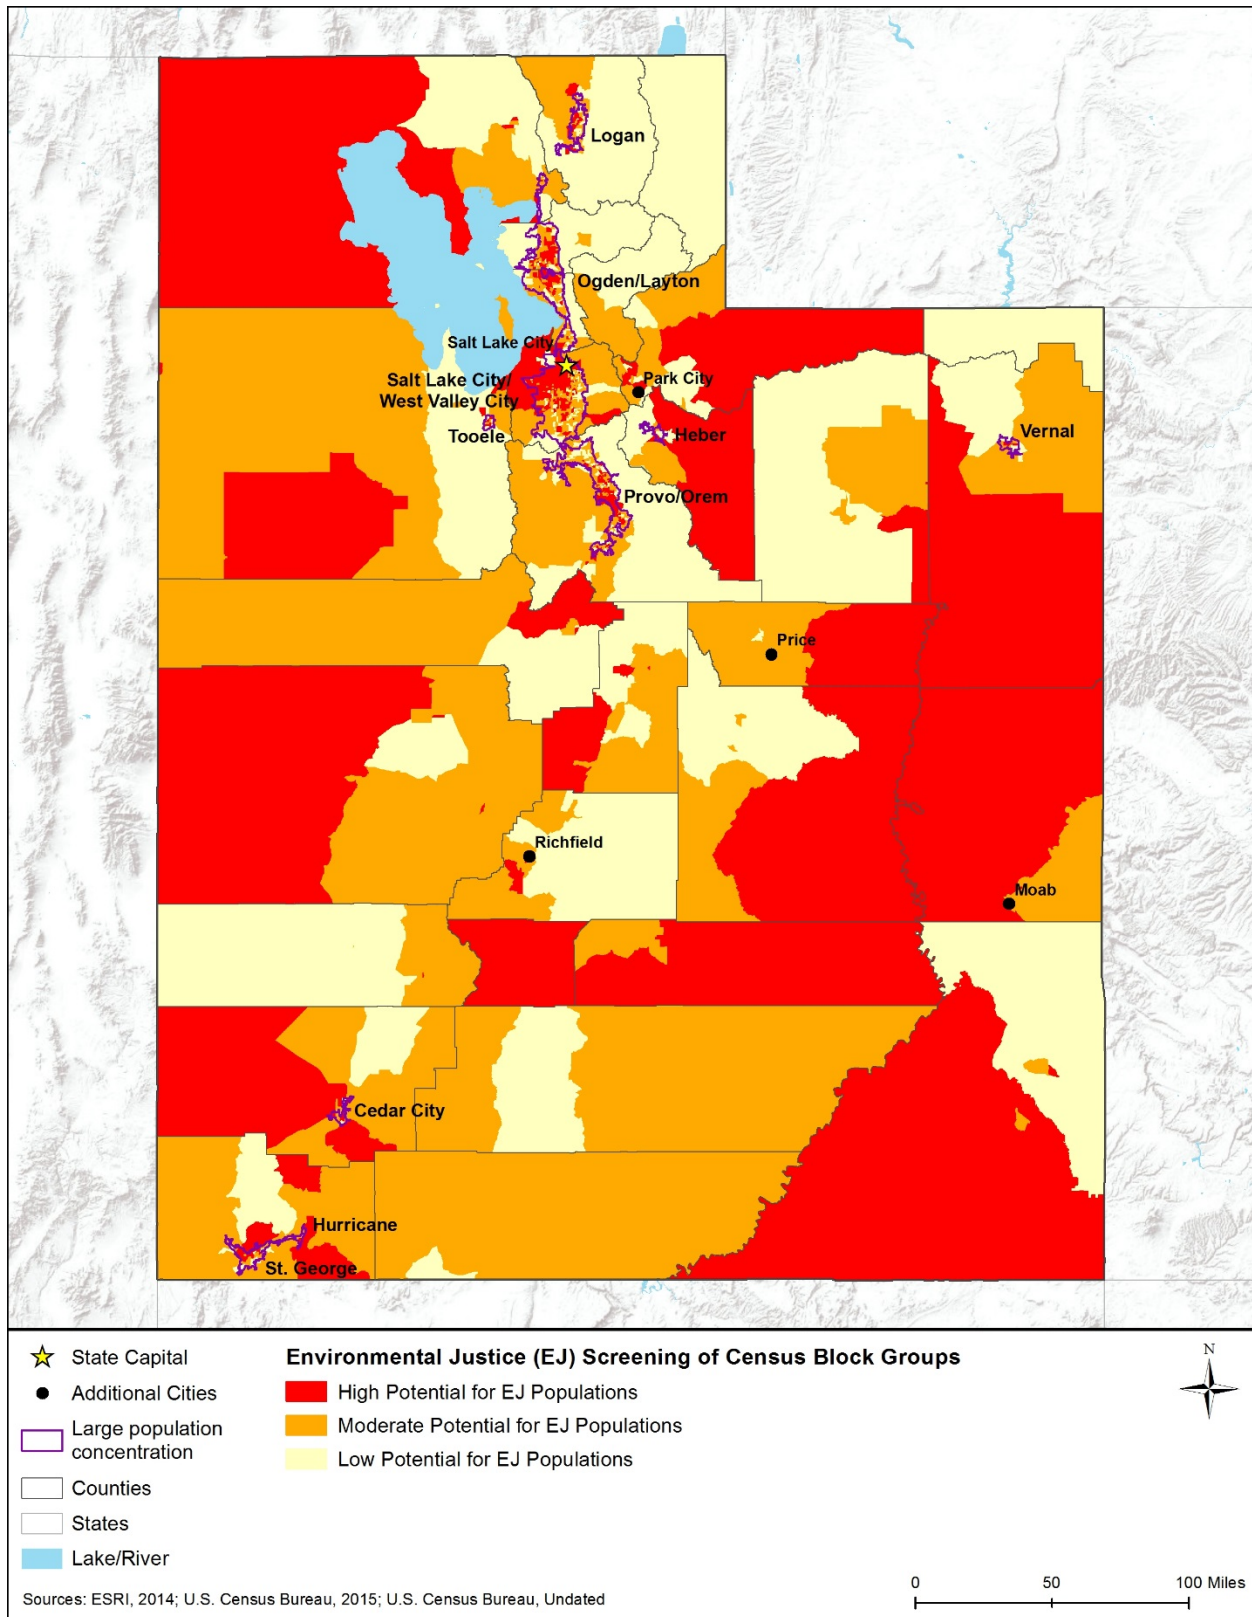 Logan
Ogden/Layton
Salt Lake City
Salt Lake City/
West Valley City
Park City
Tooele
Heber
Vernal
Provo/Orem
Price
Richfield
Moab
Cedar City
Hurricane
St. George
State Capital
Additional Cities
Large population
concentration
Counties
States
Lake/River
Environmental Justice (EJ) Screening of Census Block Groups
High Potential for EJ Populations
Moderate Potential for EJ Populations
Low Potential for EJ Populations
N
Sources: ESRI, 2014; U.S. Census Bureau, 2015; U.S. Census Bureau, Undated
0 50 100 Miles